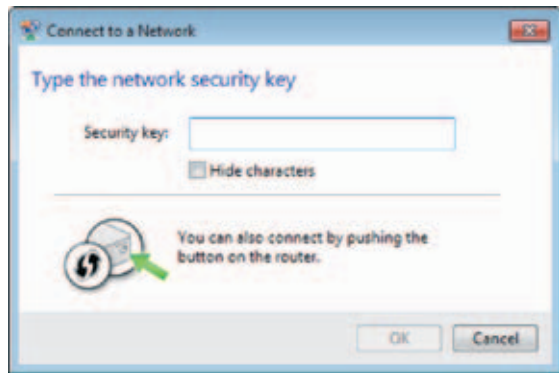 Connect to a Network
Type the network security key
Security key:
Hide characters
You can also connect by pushing the
button on the router.
OK
Cancel